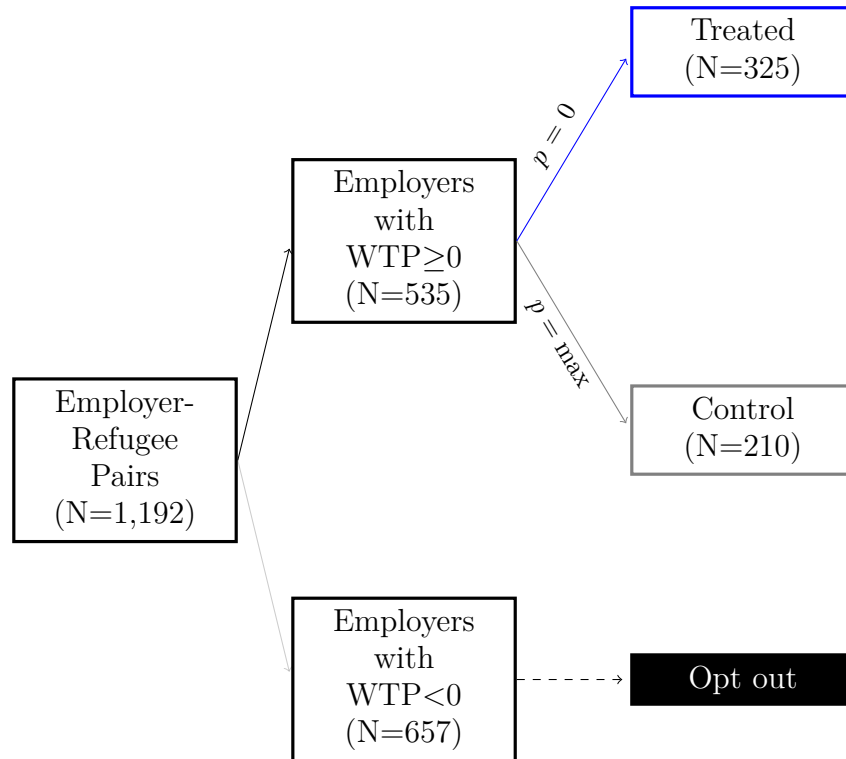 Treated
(N=325)
p = 0
Employers
with
WTP≥0
(N=535)
p = max
Employer-
Refugee
Pairs
(N=1,192)
Control
(N=210)
Employers
with
WTP<0
(N=657)
Opt out